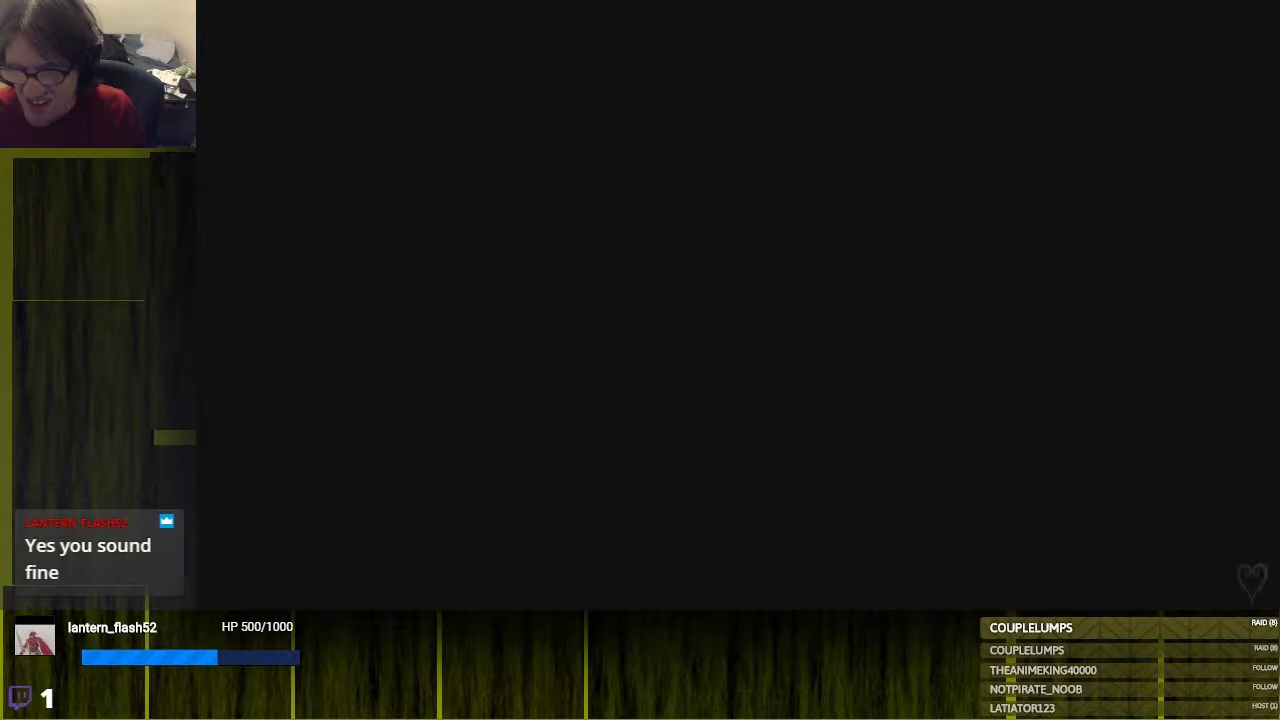 LANTERN_FLASH52
Yes you sound
fine
lantern_flash52 HP 500/1000
1
COUPLELUMPS RAID (8)
COUPLELUMPS RAID (8)
THEANIMEKING40000 FOLLOW
NOTPIRATE_NOOB FOLLOW
LATIATOR123 HOST (1)